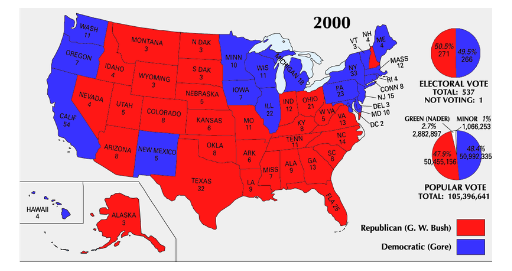 2000
WASH
11
OREGON
7
CALIF
54
NEVADA
4
IDAHO
4
MONTANA
3
WYOMING
3
UTAH
5
ARIZONA
8
COLORADO
8
NEW MEXICO
5
N DAK
3
S DAK
3
NEBRASKA
5
KANSAS
6
OKLA
8
TEXAS
32
MINN
10
IOWA
7
MO
11
ARK
6
LA
9
WIS
11
ILL
22
MICHIGAN
18
IND
12
OHIO
21
KY
8
TENN
11
MISS
7
ALA
9
GA
13
FLA 25
SC
8
NC
14
VA
13
W VA
5
PA
23
NY
33
VT
3
NH
4
ME
4
MASS
12
RI 4
CONN 8
NJ 15
DEL 3
MD 10
DC 2
HAWAII
4
ALASKA
3
50.5%
271
49.5%
266
ELECTORAL VOTE
TOTAL: 537
NOT VOTING: 1
GREEN (NADER)
2.7%
2,882,897
MINOR 1%
1,086,253
47.9%
50,455,156
48.4%
50,992,335
POPULAR VOTE
TOTAL: 105,396,641
Republican (G. W. Bush)
Democratic (Gore)